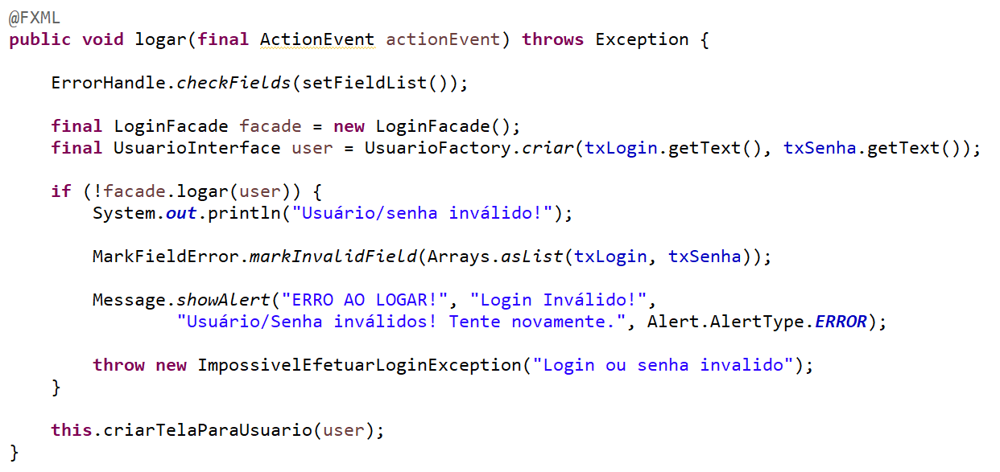 @FXML
public void logar(final ActionEvent actionEvent) throws Exception {
ErrorHandle.checkFields(setFieldList());
final LoginFacade facade = new LoginFacade();
final UsuarioInterface user = UsuarioFactory.criar(txLogin.getText(), txSenha.getText());
if (!facade.logar(user)) {
System.out.println("Usuário/senha inválido!");
MarkFieldError.markInvalidField(Arrays.asList(txLogin, txSenha));
Message.showAlert("ERRO AO LOGAR!", "Login Inválido!",
"Usuário/Senha inválidos! Tente novamente.", Alert.AlertType.ERROR);
throw new ImpossivelEfetuarLoginException("Login ou senha invalido");
}
this.criarTelaParaUsuario(user);
}